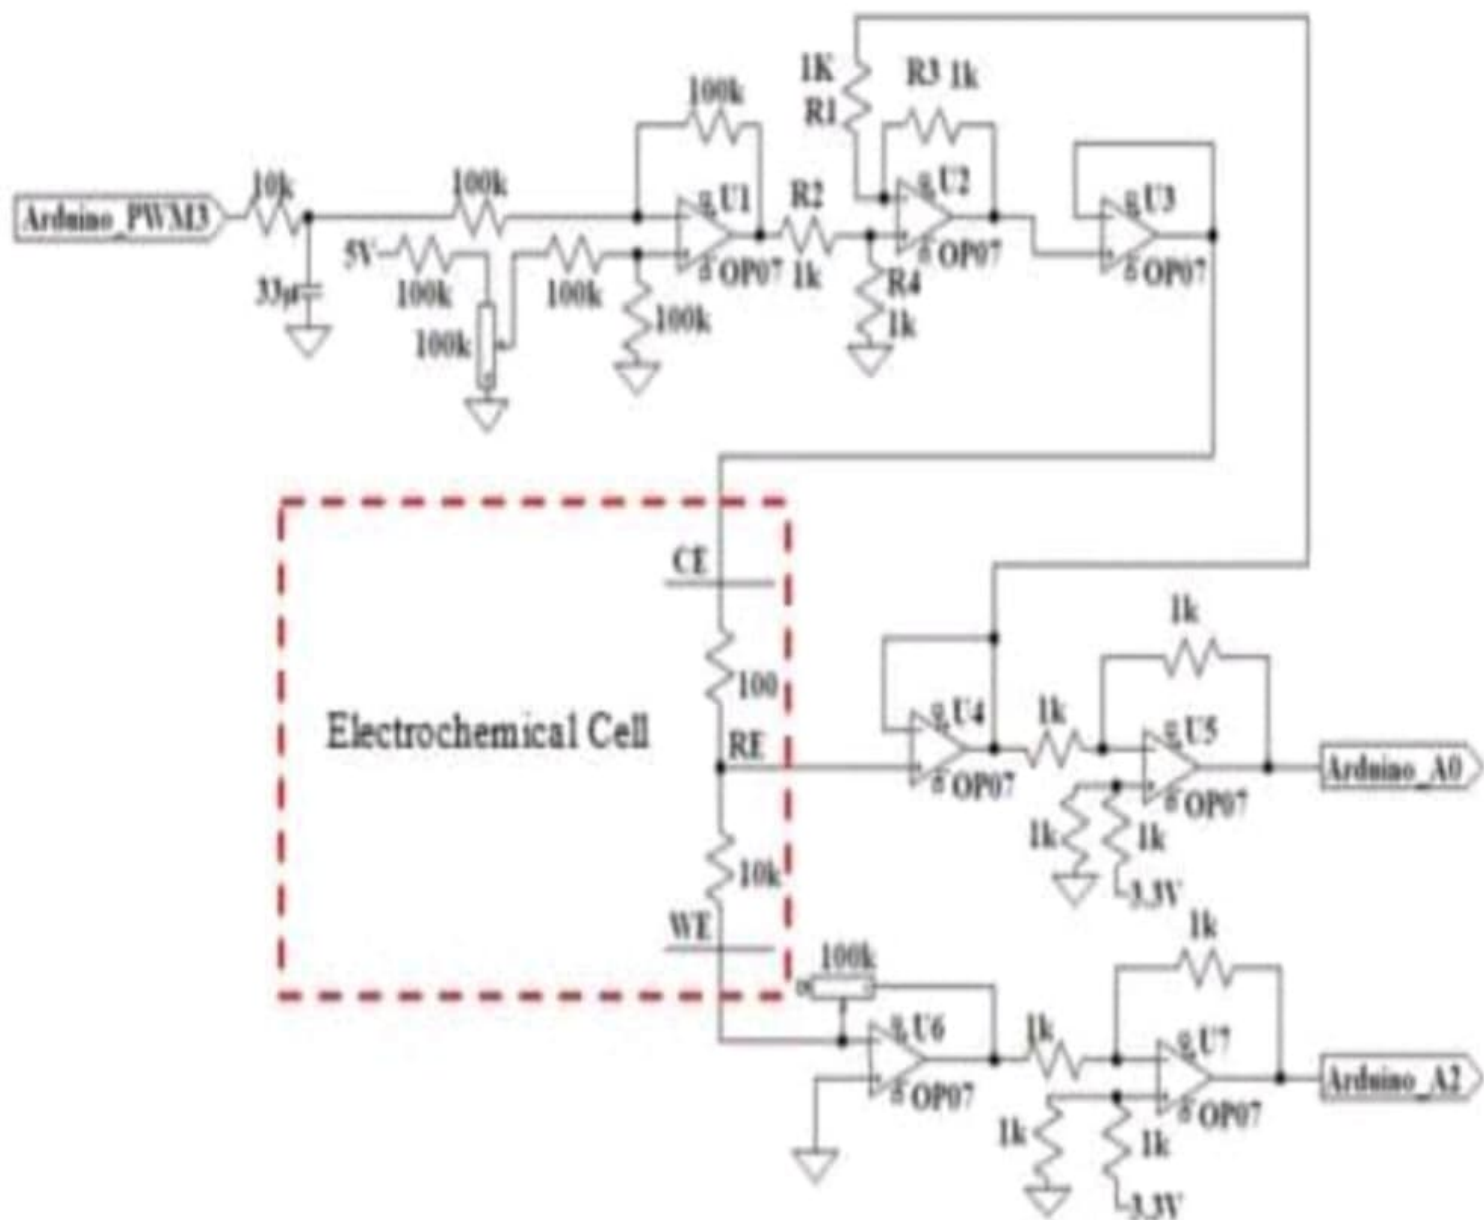 1K
R3 1k
R1
100k
10k
100k
U1
R2
U2
U3
Arduino_PWM3
5V
100k
100k
OP07
1k
OP07
OP07
33µ
100k
100k
R4
1k
CE
100
1k
Electrochemical Cell
RE
U4
1k
U5
OP07
Arduino_A0
OP07
1k
1k
3.3V
10k
WE
100k
1k
U6
1k
U7
OP07
Arduino_A2
OP07
1k
1k
3.3V